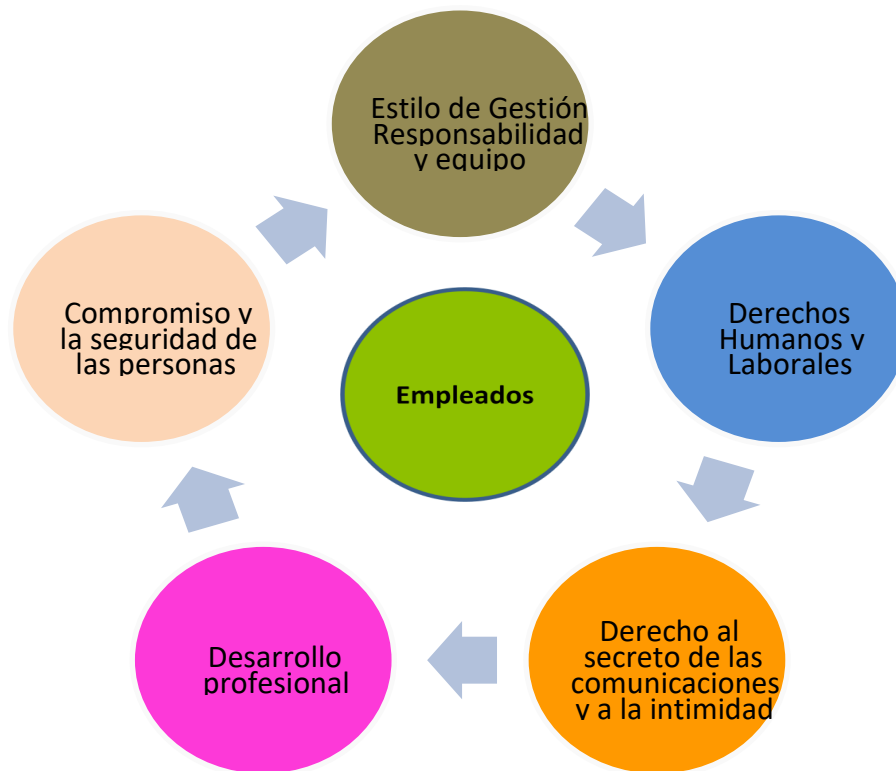 Estilo de Gestión
Responsabilidad
y equipo
Compromiso y
la seguridad de
las personas
Derechos
Humanos y
Laborales
Empleados
Desarrollo
profesional
Derecho al
secreto de las
comunicaciones
y a la intimidad